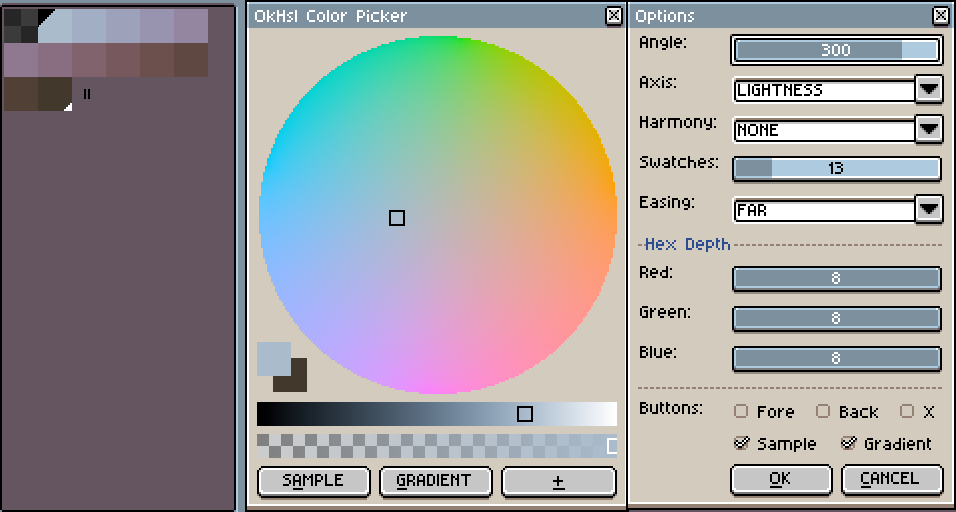 OkHsl Color Picker
SAMPLE
GRADIENT
+
Options
Angle: 300
Axis: LIGHTNESS
Harmony: NONE
Swatches: 13
Easing: FAR
Hex Depth
Red: 8
Green: 8
Blue: 8
Buttons: Fore Back X
Sample Gradient
OK CANCEL